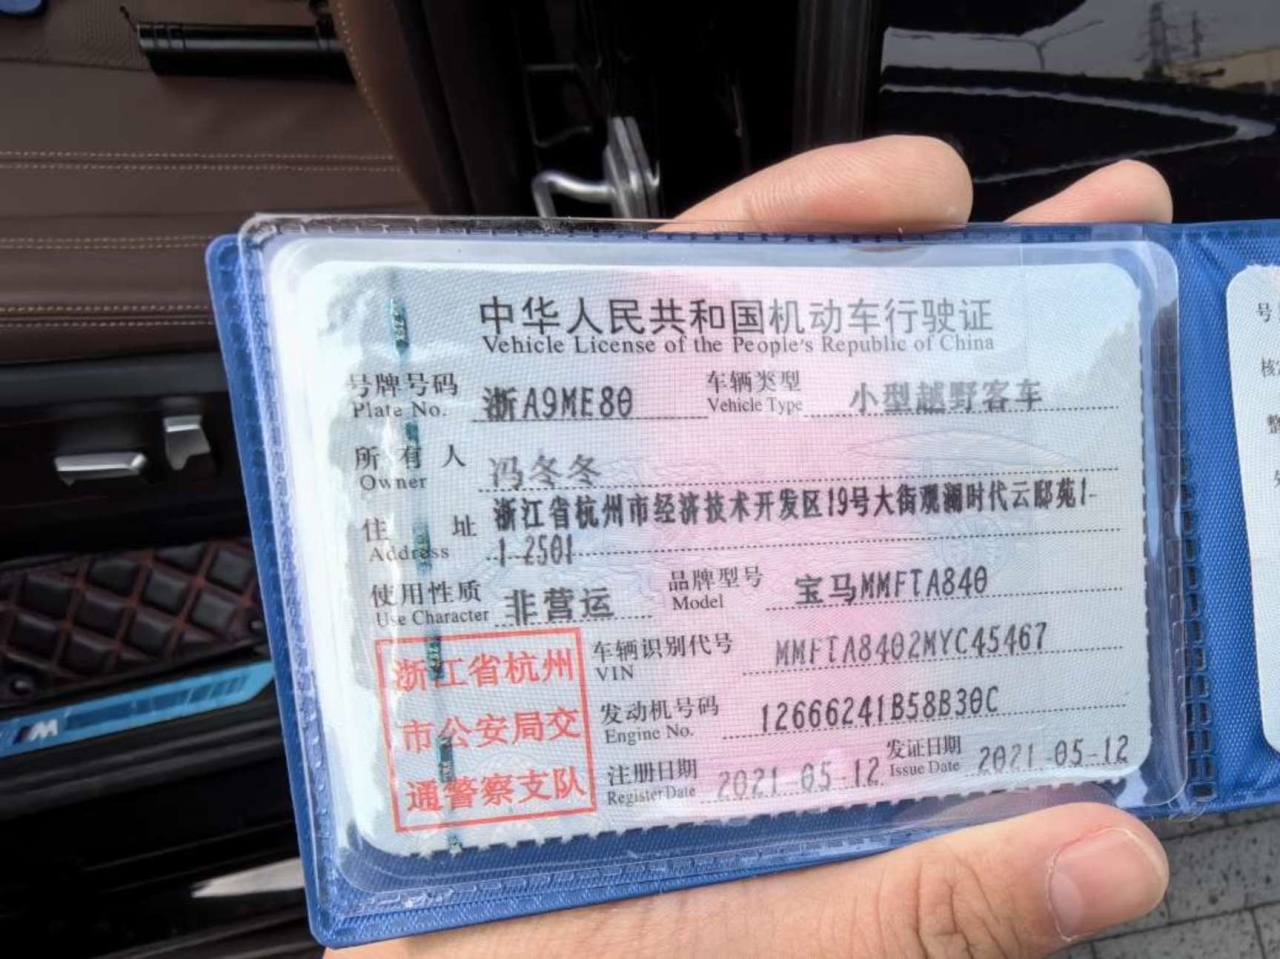 中华人民共和国机动车行驶证
Vehicle License of the People's Republic of China
号牌号码 浙A9ME80 车辆类型 小型越野客车
Plate No. Vehicle Type
所有人 冯冬冬
Owner
住址 浙江省杭州市经济技术开发区19号大街观澜时代云邸苑1-
Address 1-2501
使用性质 非营运 品牌型号 宝马MMFTA840
Use Character Model
浙江省杭州
市公安局交
通警察支队
车辆识别代号 MMFTA8402MYC45467
VIN
发动机号码 12666241B58B30C
Engine No.
注册日期 2021-05-12 发证日期 2021-05-12
Register Date Issue Date
号
核
整
M